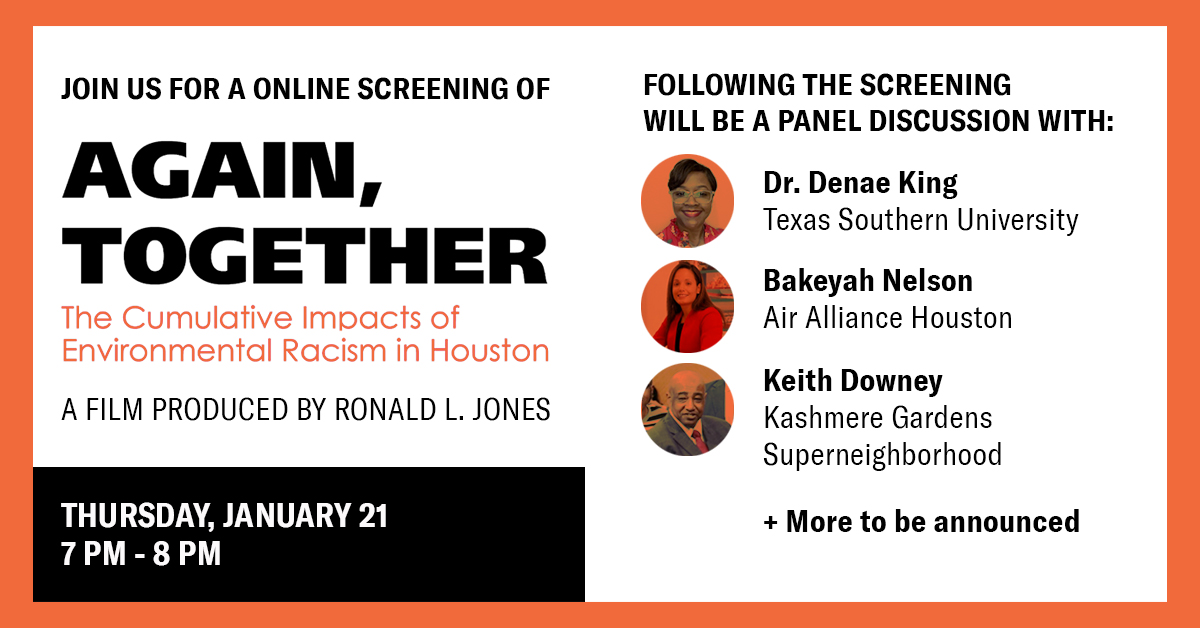 JOIN US FOR A ONLINE SCREENING OF
AGAIN,
TOGETHER
The Cumulative Impacts of
Environmental Racism in Houston
A FILM PRODUCED BY RONALD L. JONES
THURSDAY, JANUARY 21
7 PM - 8 PM
FOLLOWING THE SCREENING
WILL BE A PANEL DISCUSSION WITH:
Dr. Denae King
Texas Southern University
Bakeyah Nelson
Air Alliance Houston
Keith Downey
Kashmere Gardens
Superneighborhood
+ More to be announced